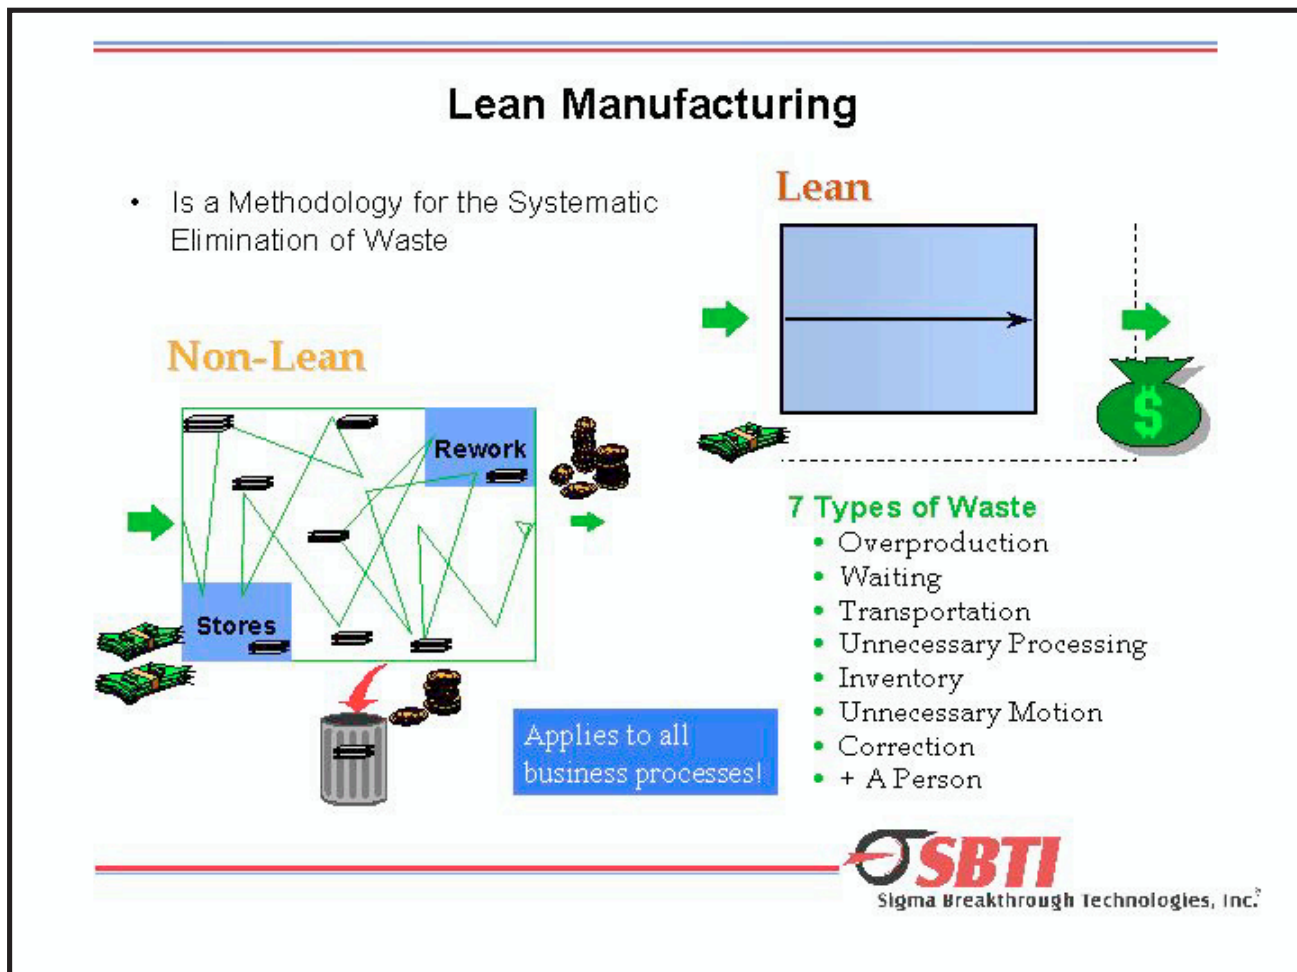 Lean Manufacturing
• Is a Methodology for the Systematic
Elimination of Waste
Lean
Non-Lean
Rework
Stores
$
7 Types of Waste
• Overproduction
• Waiting
• Transportation
• Unnecessary Processing
• Inventory
• Unnecessary Motion
• Correction
• + A Person
Applies to all
business processes!
SBTI
Sigma Breakthrough Technologies, Inc.